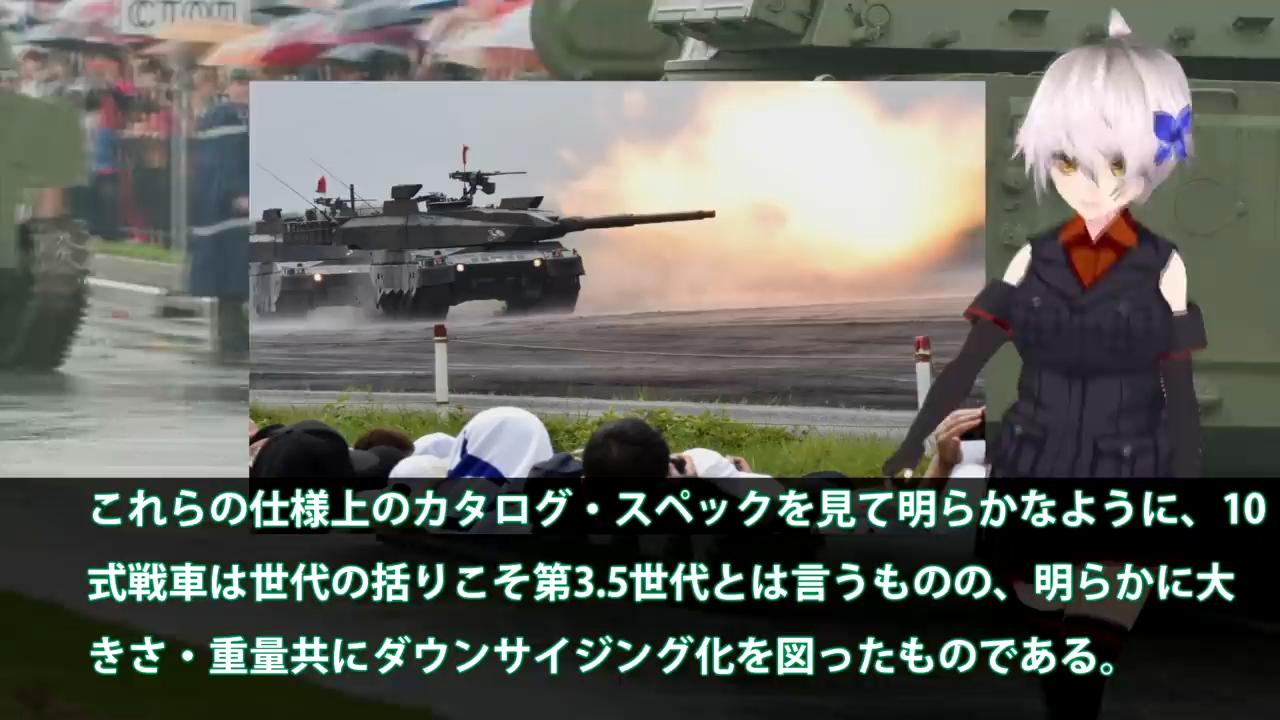 СТОП
これらの仕様上のカタログ・スペックを見て明らかなように、10
式戦車は世代の括りこそ第3.5世代とは言うものの、明らかに大
きさ・重量共にダウンサイジング化を図ったものである。